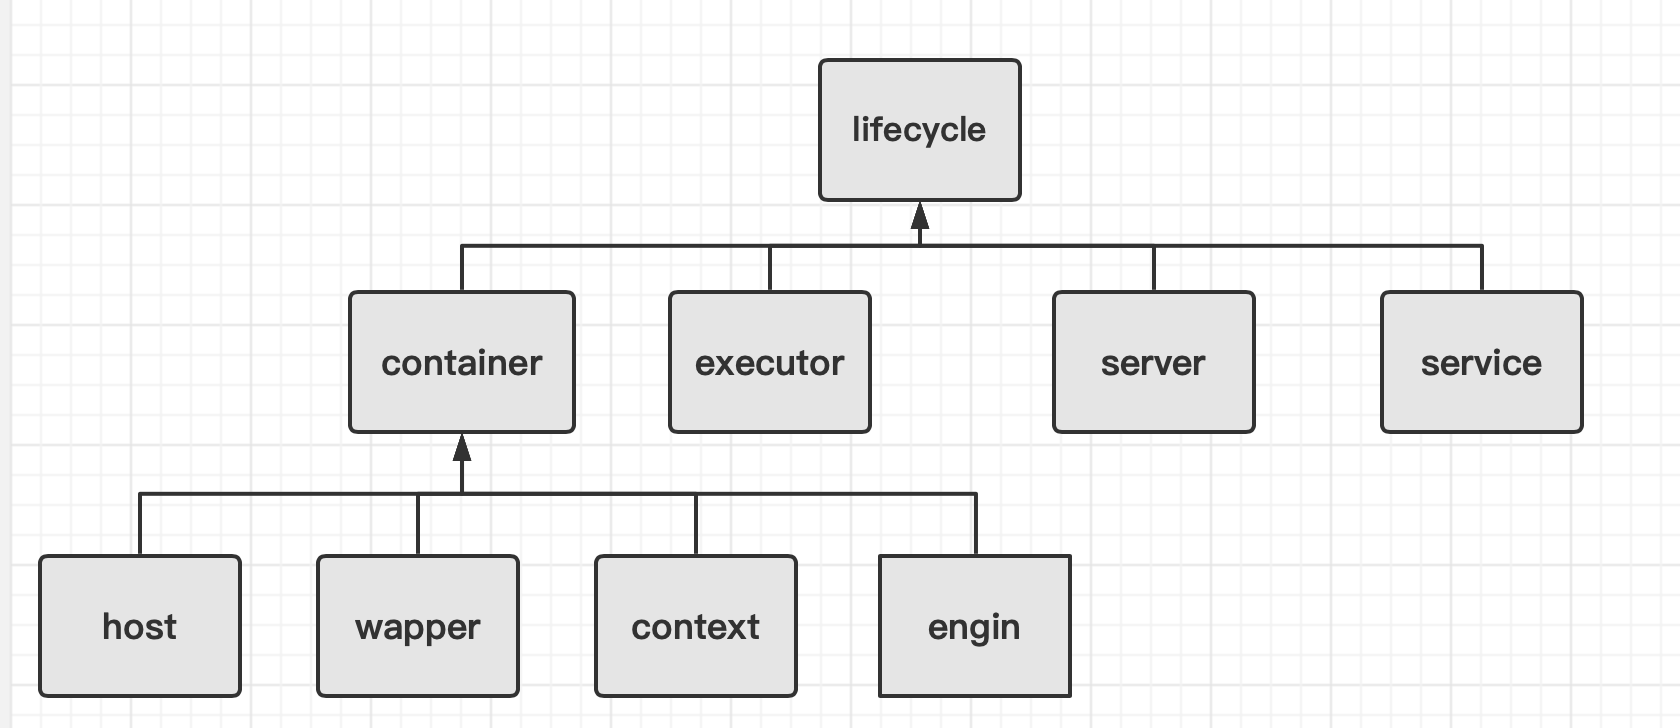 lifecycle
container
executor
server
service
host
wapper
context
engin